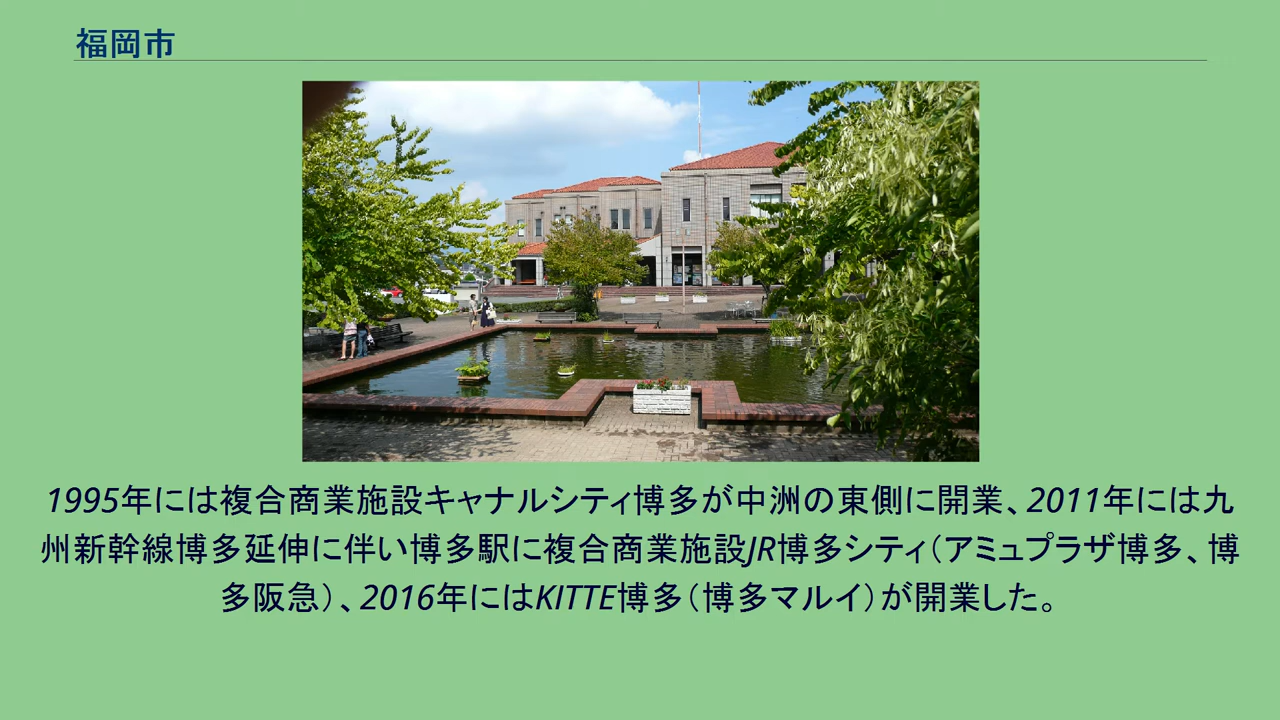 福岡市
1995年には複合商業施設キャナルシティ博多が中洲の東側に開業、2011年には九
州新幹線博多延伸に伴い博多駅に複合商業施設JR博多シティ（アミュプラザ博多、博
多阪急）、2016年にはKITTE博多（博多マルイ）が開業した。